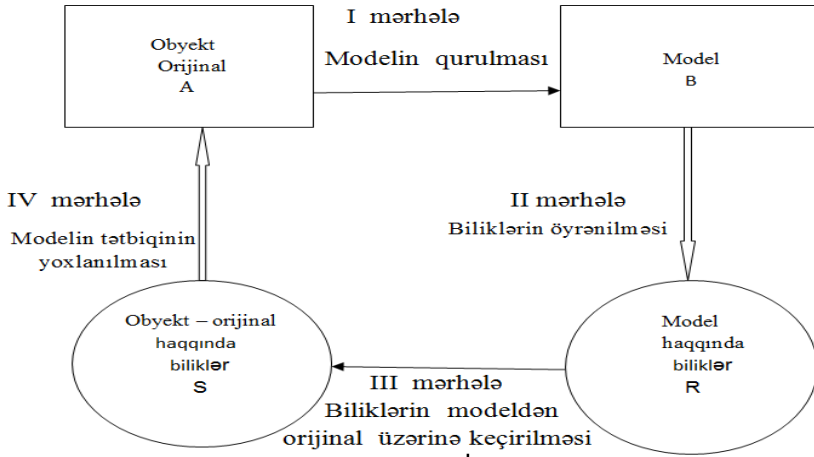 I mərhələ
Modelin qurulması
Obyekt
Orijinal
A
Model
B
II mərhələ
Biliklərin öyrənilməsi
IV mərhələ
Modelin tətbiqinin
yoxlanılması
Obyekt – orijinal
haqqında
biliklər
S
Model
haqqında
biliklər
R
III mərhələ
Biliklərin modeldən
orijinal üzərinə keçirilməsi